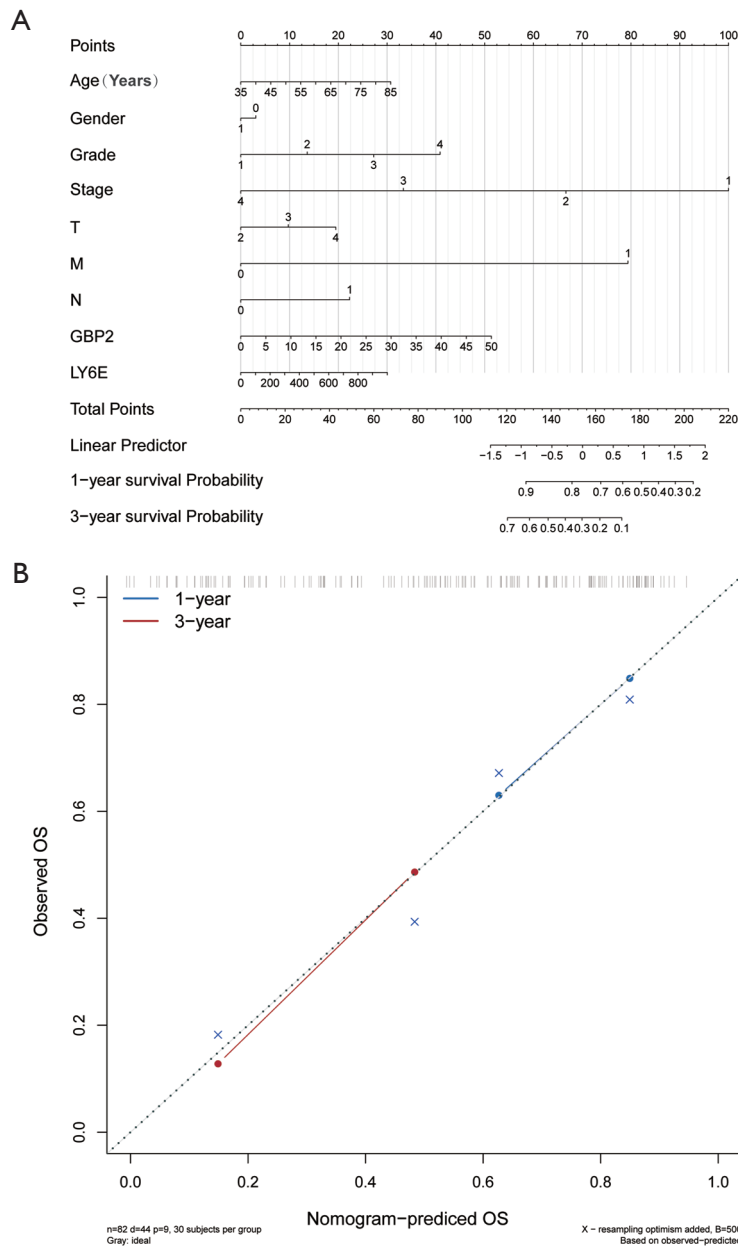 A
Points
0 10 20 30 40 50 60 70 80 90 100
Age (Years)
35 45 55 65 75 85
Gender
0
1
Grade
2 4
1 3
Stage
3 1
4 2
T
3
2 4
M
1
0
N
1
0
GBP2
0 5 10 15 20 25 30 35 40 45 50
LY6E
0 200 400 600 800
Total Points
0 20 40 60 80 100 120 140 160 180 200 220
Linear Predictor
−1.5 −1 −0.5 0 0.5 1 1.5 2
1−year survival Probability
0.9 0.8 0.7 0.6 0.5 0.4 0.3 0.2
3−year survival Probability
0.7 0.6 0.5 0.4 0.3 0.2 0.1
B
1−year
3−year
1.0
0.8
0.6
0.4
0.2
0.0
Observed OS
0.0 0.2 0.4 0.6 0.8 1.0
Nomogram−prediced OS
n=82 d=44 p=9, 30 subjects per group
Gray: ideal
X − resampling optimism added, B=500
Based on observed−predicted